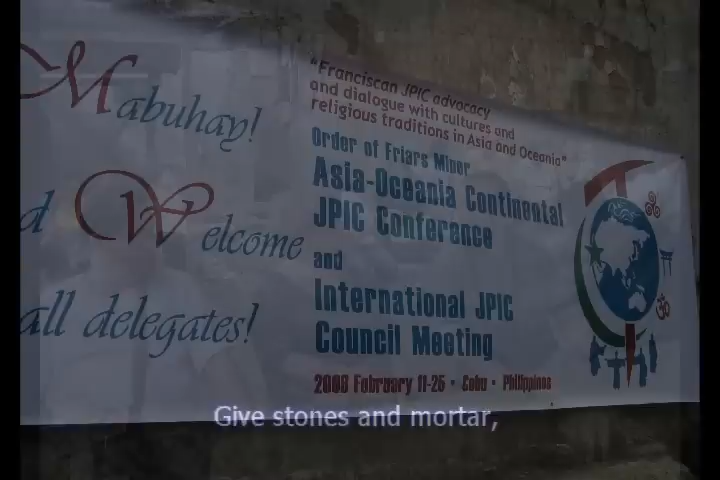 Mabuhay!
d Welcome
all delegates!
"Franciscan JPIC advocacy
and dialogue with cultures and
religious traditions in Asia and Oceania"
Order of Friars Minor
Asia-Oceania Continental
JPIC Conference
and
International JPIC
Council Meeting
2008 February 11-25 • Cebu • Philippines
Give stones and mortar,